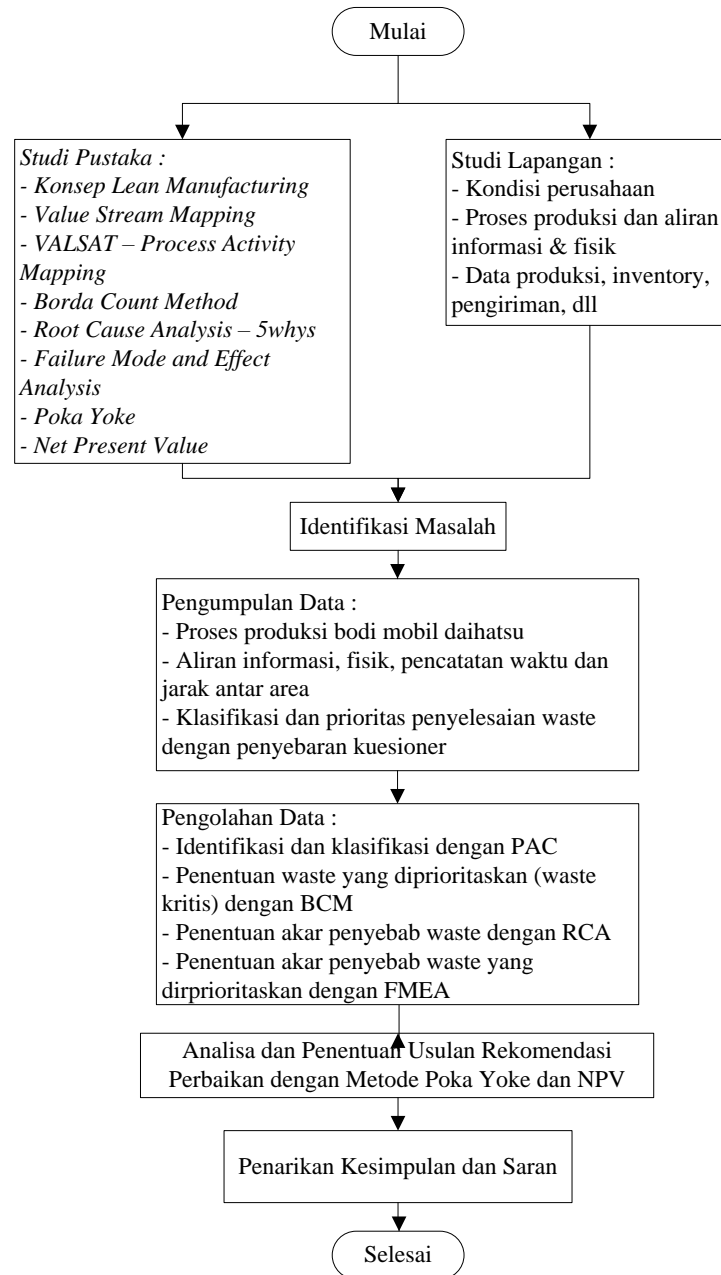 Mulai
Studi Pustaka :
- Konsep Lean Manufacturing
- Value Stream Mapping
- VALSAT – Process Activity
Mapping
- Borda Count Method
- Root Cause Analysis – 5whys
- Failure Mode and Effect
Analysis
- Poka Yoke
- Net Present Value
Studi Lapangan :
- Kondisi perusahaan
- Proses produksi dan aliran
informasi & fisik
- Data produksi, inventory,
pengiriman, dll
Identifikasi Masalah
Pengumpulan Data :
- Proses produksi bodi mobil daihatsu
- Aliran informasi, fisik, pencatatan waktu dan
jarak antar area
- Klasifikasi dan prioritas penyelesaian waste
dengan penyebaran kuesioner
Pengolahan Data :
- Identifikasi dan klasifikasi dengan PAC
- Penentuan waste yang diprioritaskan (waste
kritis) dengan BCM
- Penentuan akar penyebab waste dengan RCA
- Penentuan akar penyebab waste yang
dirprioritaskan dengan FMEA
Analisa dan Penentuan Usulan Rekomendasi
Perbaikan dengan Metode Poka Yoke dan NPV
Penarikan Kesimpulan dan Saran
Selesai